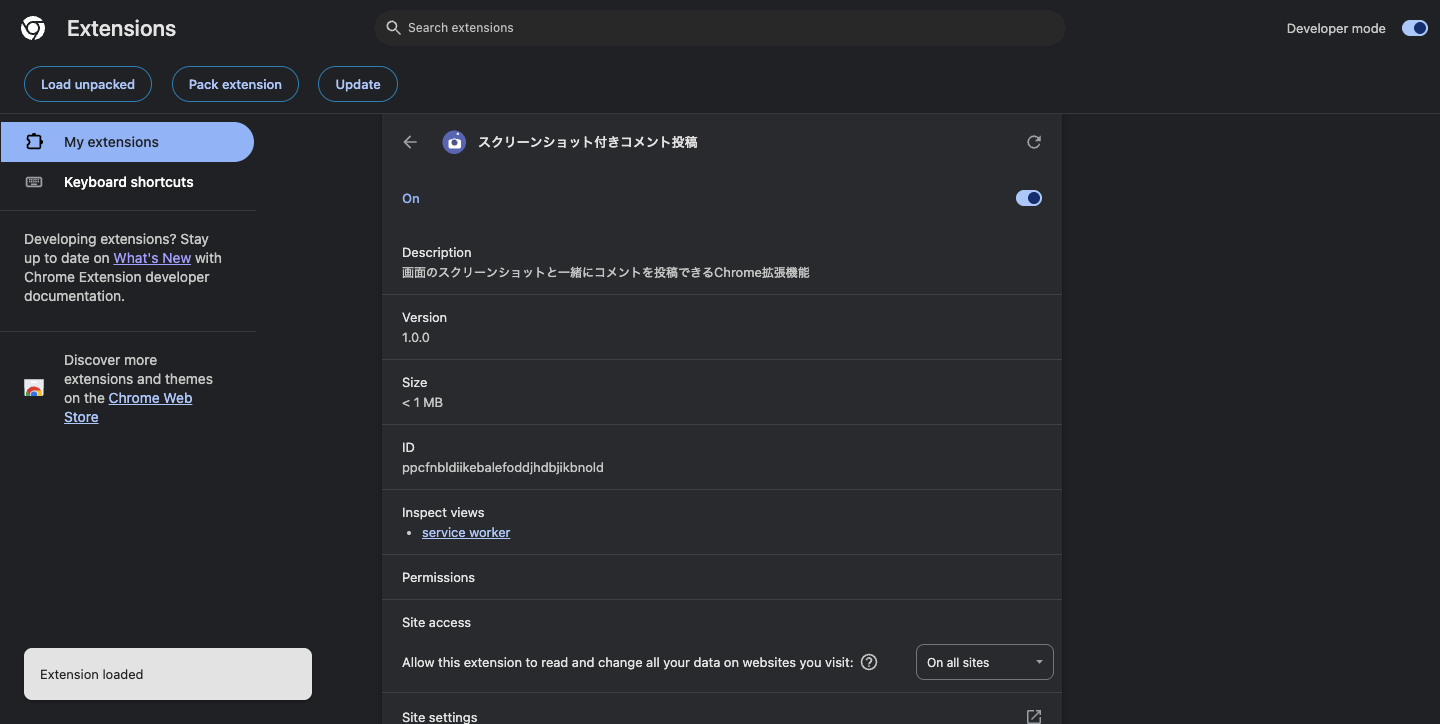 Extensions
Search extensions
Developer mode
Load unpacked
Pack extension
Update
My extensions
Keyboard shortcuts
Developing extensions? Stay
up to date on What's New with
Chrome Extension developer
documentation.
Discover more
extensions and themes
on the Chrome Web
Store
Extension loaded
スクリーンショット付きコメント投稿
On
Description
画面のスクリーンショットと一緒にコメントを投稿できるChrome拡張機能
Version
1.0.0
Size
< 1 MB
ID
ppcfnbldiikebalefoddjhdbjikbnold
Inspect views
• service worker
Permissions
Site access
Allow this extension to read and change all your data on websites you visit:
On all sites
Site settings